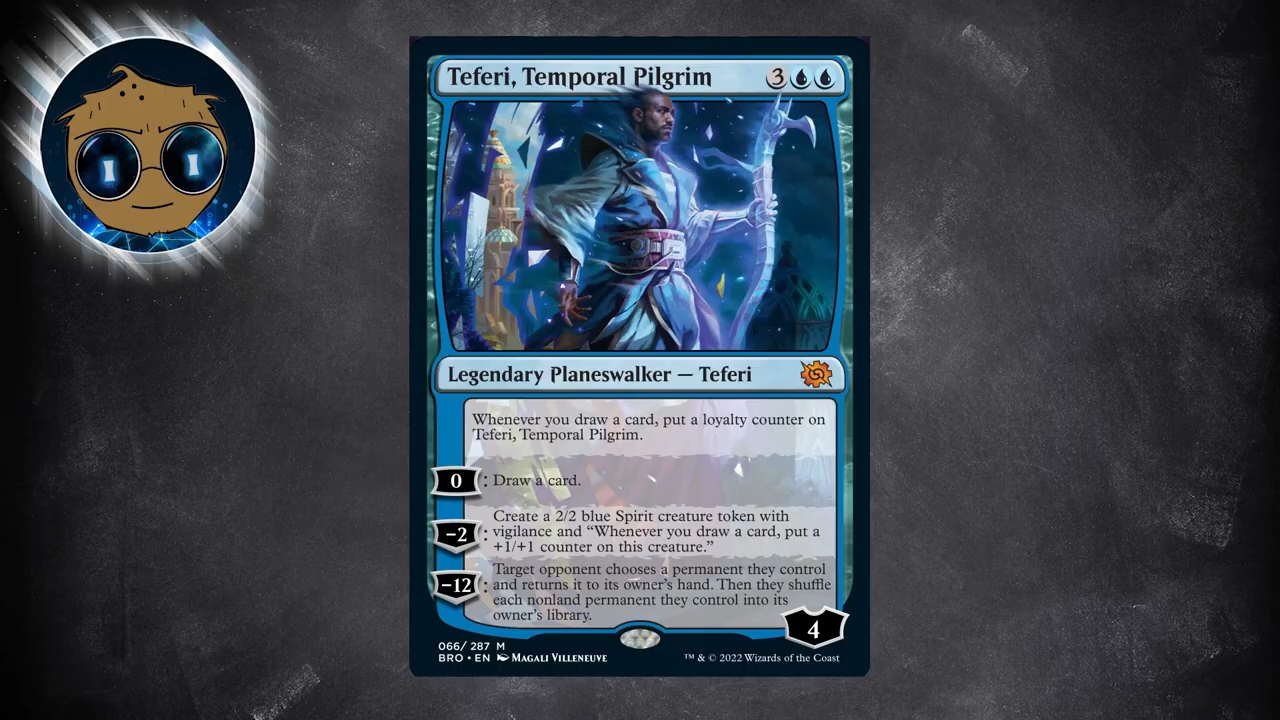 Teferi, Temporal Pilgrim 3
Legendary Planeswalker — Teferi
Whenever you draw a card, put a loyalty counter on
Teferi, Temporal Pilgrim.
0 : Draw a card.
Create a 2/2 blue Spirit creature token with
−2 : vigilance and “Whenever you draw a card, put a
+1/+1 counter on this creature.”
Target opponent chooses a permanent they control
−12 : and returns it to its owner’s hand. Then they shuffle
each nonland permanent they control into its
owner’s library.
4
066/ 287 M
BRO • EN Magali Villeneuve
™ & © 2022 Wizards of the Coast